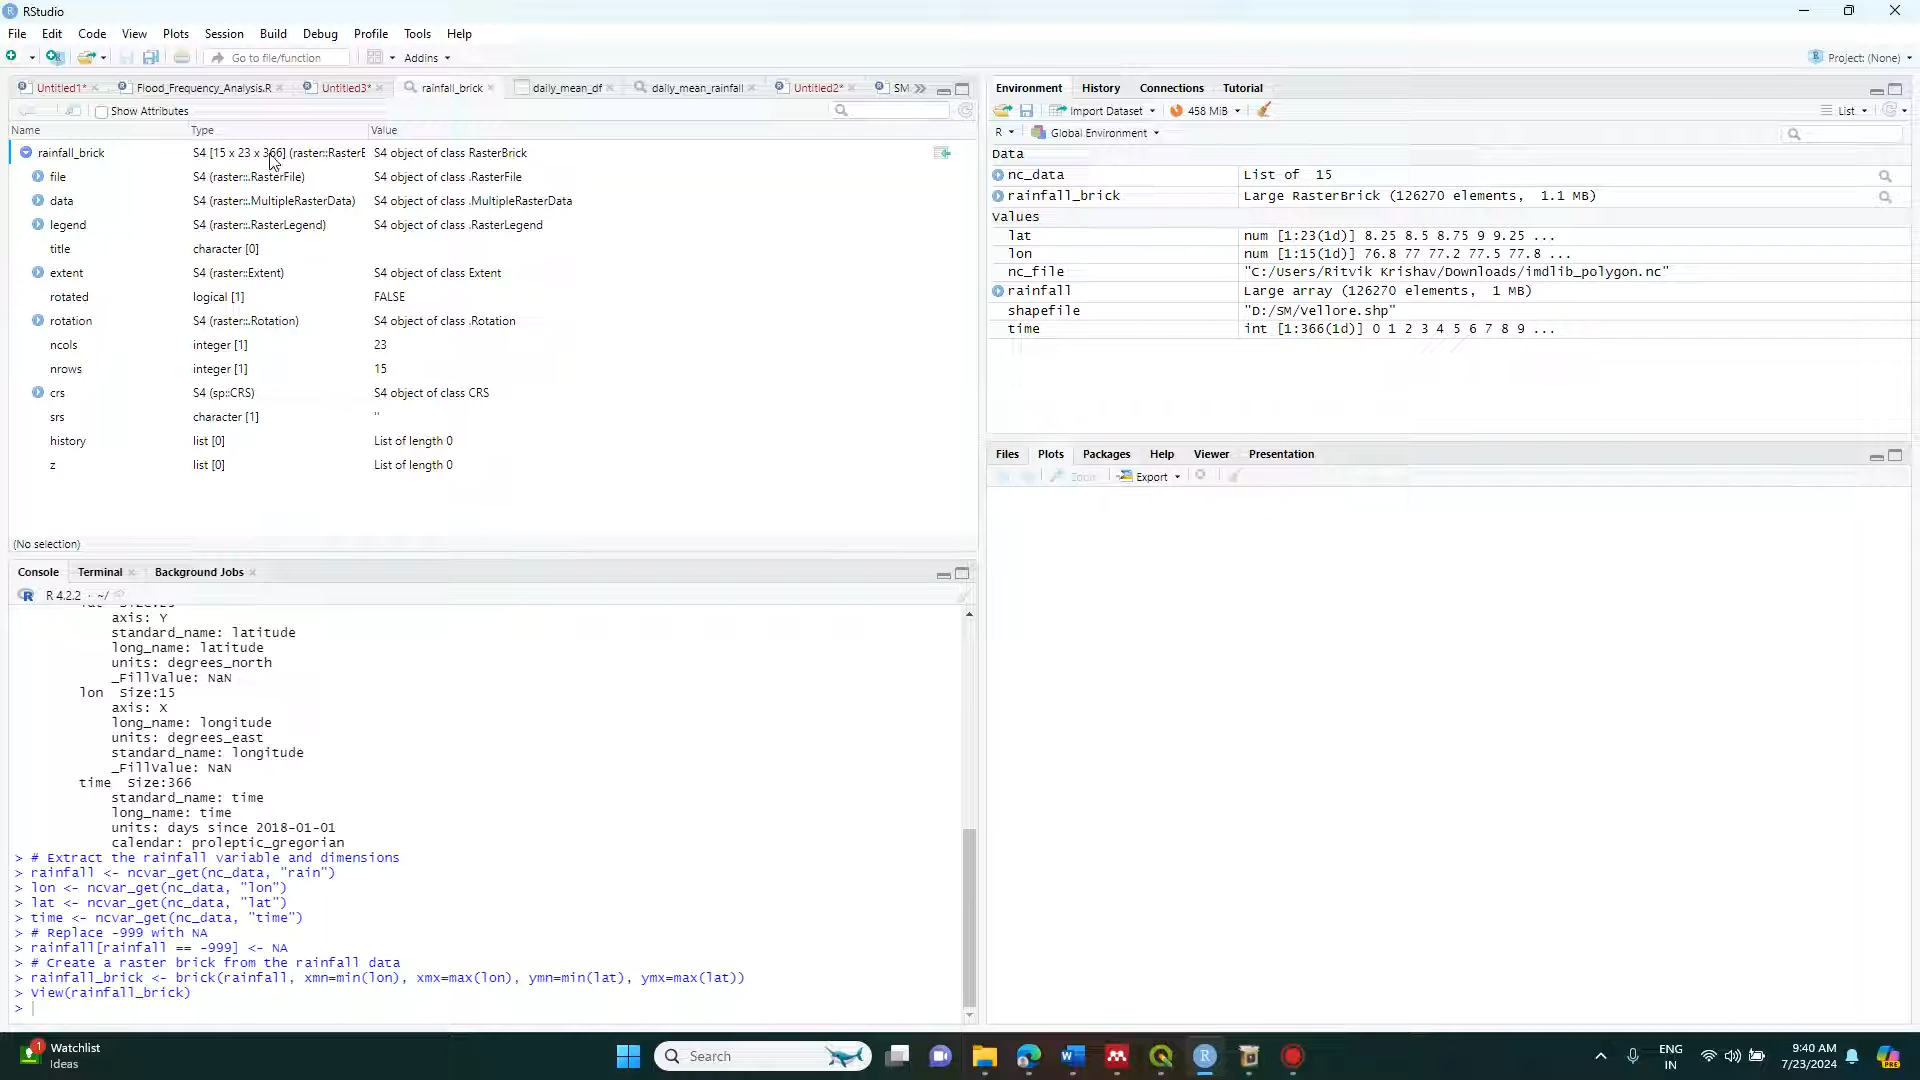 RStudio
File Edit Code View Plots Session Build Debug Profile Tools Help
Go to file/function Addins Project: (None)
Untitled1* Flood_Frequency_Analysis.R Untitled3* rainfall_brick daily_mean_df daily_mean_rainfall Untitled2* SM
Show Attributes
Name Type Value
rainfall_brick S4 [15 x 23 x 366] (raster::RasterE S4 object of class RasterBrick
file S4 (raster::.RasterFile) S4 object of class .RasterFile
data S4 (raster::.MultipleRasterData) S4 object of class .MultipleRasterData
legend S4 (raster::.RasterLegend) S4 object of class .RasterLegend
title character [0]
extent S4 (raster::Extent) S4 object of class Extent
rotated logical [1] FALSE
rotation S4 (raster::.Rotation) S4 object of class .Rotation
ncols integer [1] 23
nrows integer [1] 15
crs S4 (sp::CRS) S4 object of class CRS
srs character [1] ''
history list [0] List of length 0
z list [0] List of length 0
(No selection)
Console Terminal Background Jobs
R 4.2.2 · ~/
axis: Y
standard_name: latitude
long_name: latitude
units: degrees_north
_FillValue: NaN
lon Size:15
axis: X
long_name: longitude
units: degrees_east
standard_name: longitude
_FillValue: NaN
time Size:366
standard_name: time
long_name: time
units: days since 2018-01-01
calendar: proleptic_gregorian
> # Extract the rainfall variable and dimensions
> rainfall <- ncvar_get(nc_data, "rain")
> lon <- ncvar_get(nc_data, "lon")
> lat <- ncvar_get(nc_data, "lat")
> time <- ncvar_get(nc_data, "time")
> # Replace -999 with NA
> rainfall[rainfall == -999] <- NA
> # Create a raster brick from the rainfall data
> rainfall_brick <- brick(rainfall, xmn=min(lon), xmx=max(lon), ymn=min(lat), ymx=max(lat))
> View(rainfall_brick)
>
Environment History Connections Tutorial
Import Dataset 458 MiB List
R Global Environment
Data
nc_data List of 15
rainfall_brick Large RasterBrick (126270 elements, 1.1 MB)
Values
lat num [1:23(1d)] 8.25 8.5 8.75 9 9.25 ...
lon num [1:15(1d)] 76.8 77 77.2 77.5 77.8 ...
nc_file "C:/Users/Ritvik Krishav/Downloads/imdlib_polygon.nc"
rainfall Large array (126270 elements, 1 MB)
shapefile "D:/SM/Vellore.shp"
time int [1:366(1d)] 0 1 2 3 4 5 6 7 8 9 ...
Files Plots Packages Help Viewer Presentation
Zoom Export
1 Watchlist
Ideas
Search
ENG
IN
9:40 AM
7/23/2024
PRE